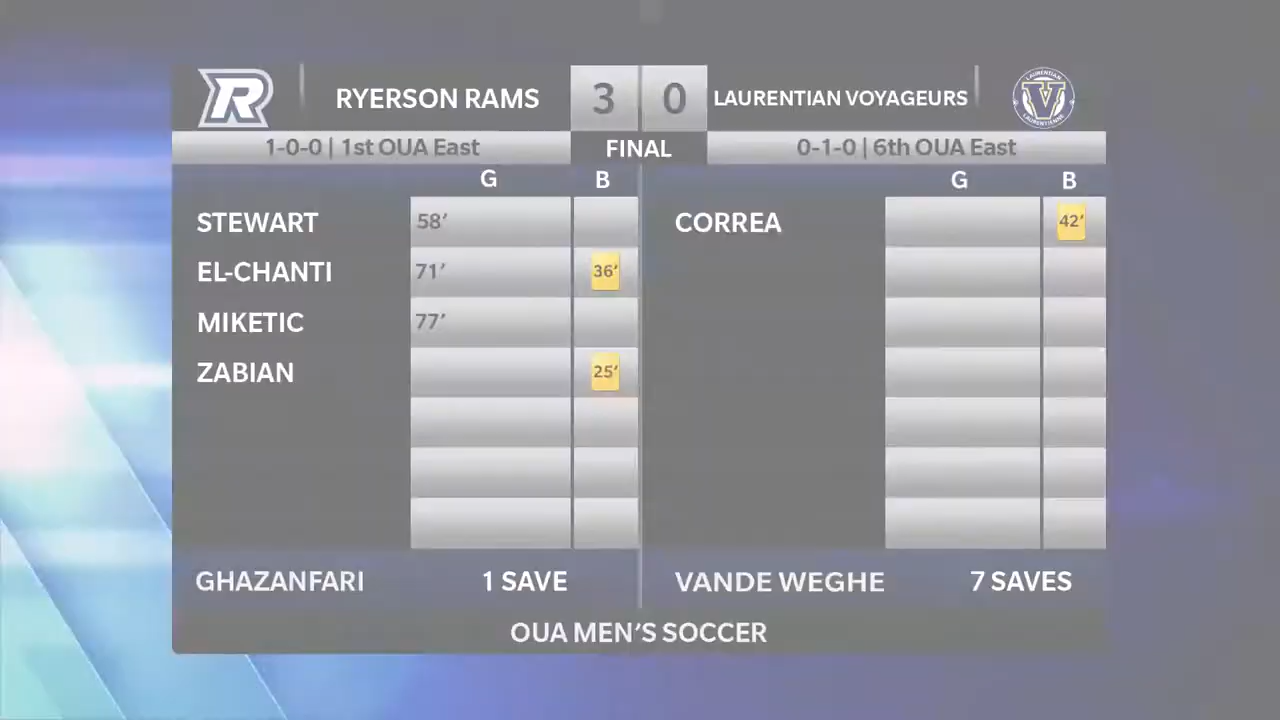 R RYERSON RAMS 3 0 LAURENTIAN VOYAGEURS LAURENTIAN V LAURENTIENNE
1-0-0 | 1st OUA East FINAL 0-1-0 | 6th OUA East
G B G B
STEWART 58’ CORREA 42’
EL-CHANTI 71’ 36’
MIKETIC 77’
ZABIAN 25’
GHAZANFARI 1 SAVE VANDE WEGHE 7 SAVES
OUA MEN’S SOCCER